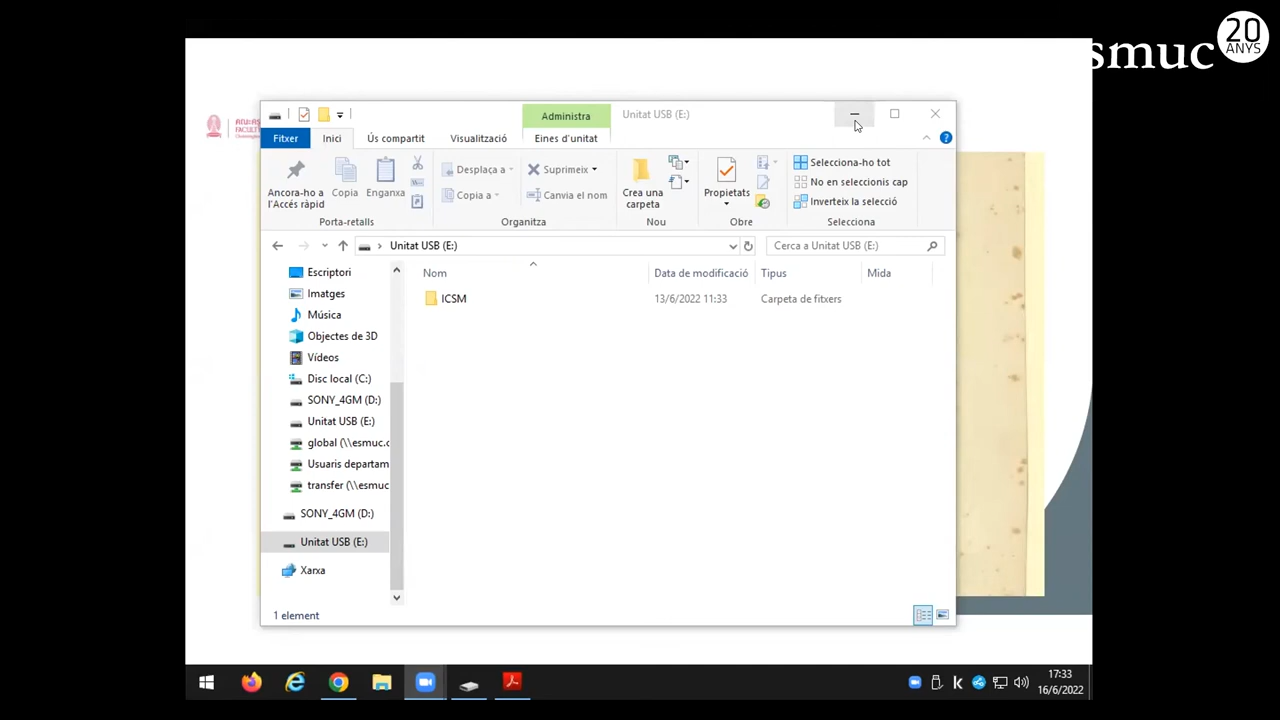 20
ANYS
smuc
FACULT
Administra
Unitat USB (E:)
Fitxer
Inici
Ús compartit
Visualització
Eines d'unitat
Ancora-ho a
l'Accés ràpid
Copia
Enganxa
Desplaça a
Copia a
Suprimeix
Canvia el nom
Crea una
carpeta
Propietats
Selecciona-ho tot
No en seleccionis cap
Inverteix la selecció
Porta-retalls
Organitza
Nou
Obre
Selecciona
Unitat USB (E:)
Cerca a Unitat USB (E:)
Nom
Data de modificació
Tipus
Mida
ICSM
13/6/2022 11:33
Carpeta de fitxers
Escriptori
Imatges
Música
Objectes de 3D
Vídeos
Disc local (C:)
SONY_4GM (D:)
Unitat USB (E:)
global (\\esmuc.c
Usuaris departam
transfer (\\esmuc
SONY_4GM (D:)
Unitat USB (E:)
Xarxa
1 element
17:33
16/6/2022